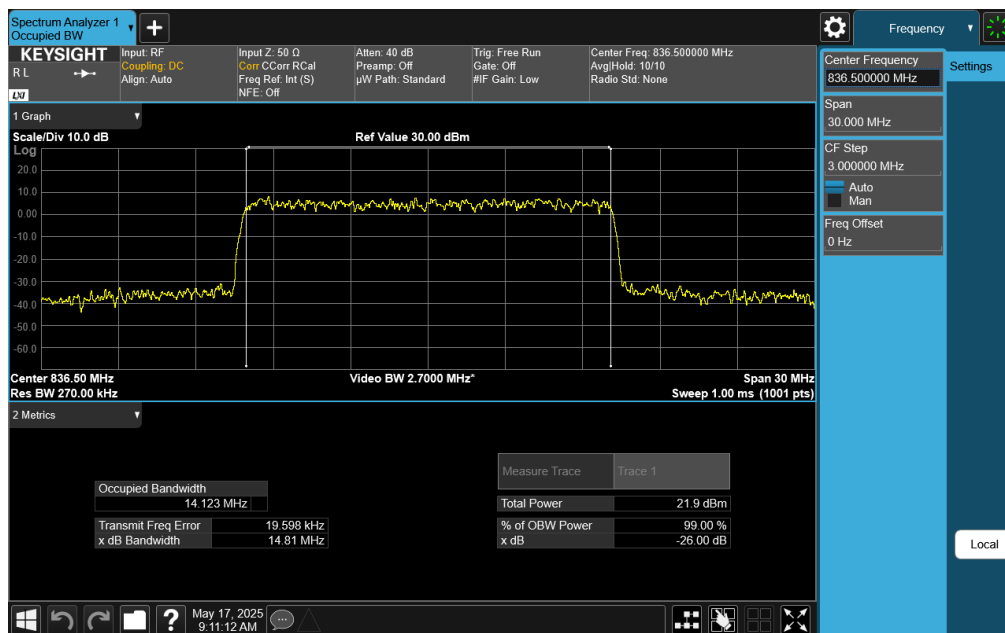 Spectrum Analyzer 1
Occupied BW
Frequency
KEYSIGHT
R L
LXI
Input: RF
Coupling: DC
Align: Auto
Input Z: 50 Ω
Corr CCorr RCal
Freq Ref: Int (S)
NFE: Off
Atten: 40 dB
Preamp: Off
µW Path: Standard
Trig: Free Run
Gate: Off
#IF Gain: Low
Center Freq: 836.500000 MHz
Avg|Hold: 10/10
Radio Std: None
Center Frequency
836.500000 MHz
Settings
Span
30.000 MHz
CF Step
3.000000 MHz
Auto
Man
Freq Offset
0 Hz
1 Graph
Scale/Div 10.0 dB
Ref Value 30.00 dBm
Log
20.0
10.0
0.00
-10.0
-20.0
-30.0
-40.0
-50.0
-60.0
Center 836.50 MHz
Video BW 2.7000 MHz*
Span 30 MHz
Res BW 270.00 kHz
Sweep 1.00 ms (1001 pts)
2 Metrics
Measure Trace
Trace 1
Occupied Bandwidth
14.123 MHz
Total Power
21.9 dBm
Transmit Freq Error
19.598 kHz
% of OBW Power
99.00 %
x dB Bandwidth
14.81 MHz
x dB
-26.00 dB
Local
May 17, 2025
9:11:12 AM